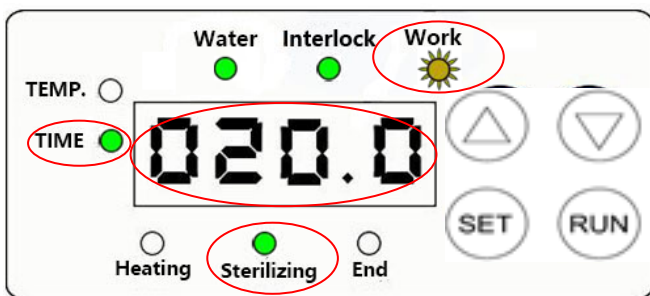 Water Interlock Work
TEMP.
TIME
020.0
SET RUN
Heating Sterilizing End